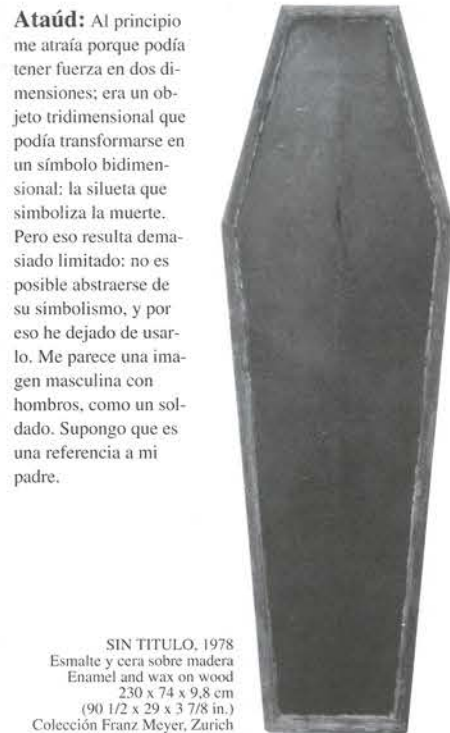 Ataúd: Al principio
me atraía porque podía
tener fuerza en dos di-
mensiones; era un ob-
jeto tridimensional que
podía transformarse en
un símbolo bidimen-
sional: la silueta que
simboliza la muerte.
Pero eso resulta dema-
siado limitado: no es
posible abstraerse de
su simbolismo, y por
eso he dejado de usar-
lo. Me parece una ima-
gen masculina con
hombros, como un sol-
dado. Supongo que es
una referencia a mi
padre.
SIN TITULO, 1978
Esmalte y cera sobre madera
Enamel and wax on wood
230 x 74 x 9,8 cm
(90 1/2 x 29 x 3 7/8 in.)
Colección Franz Meyer, Zurich